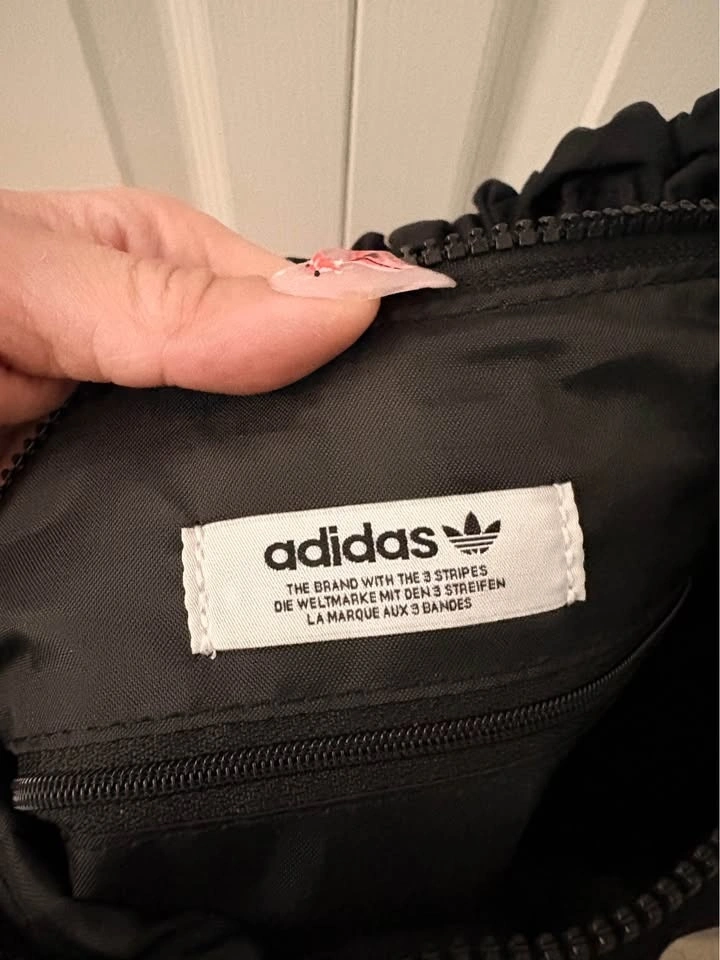 adidas
THE BRAND WITH THE 3 STRIPES
DIE WELTMARKE MIT DEN 3 STREIFEN
LA MARQUE AUX 3 BANDES